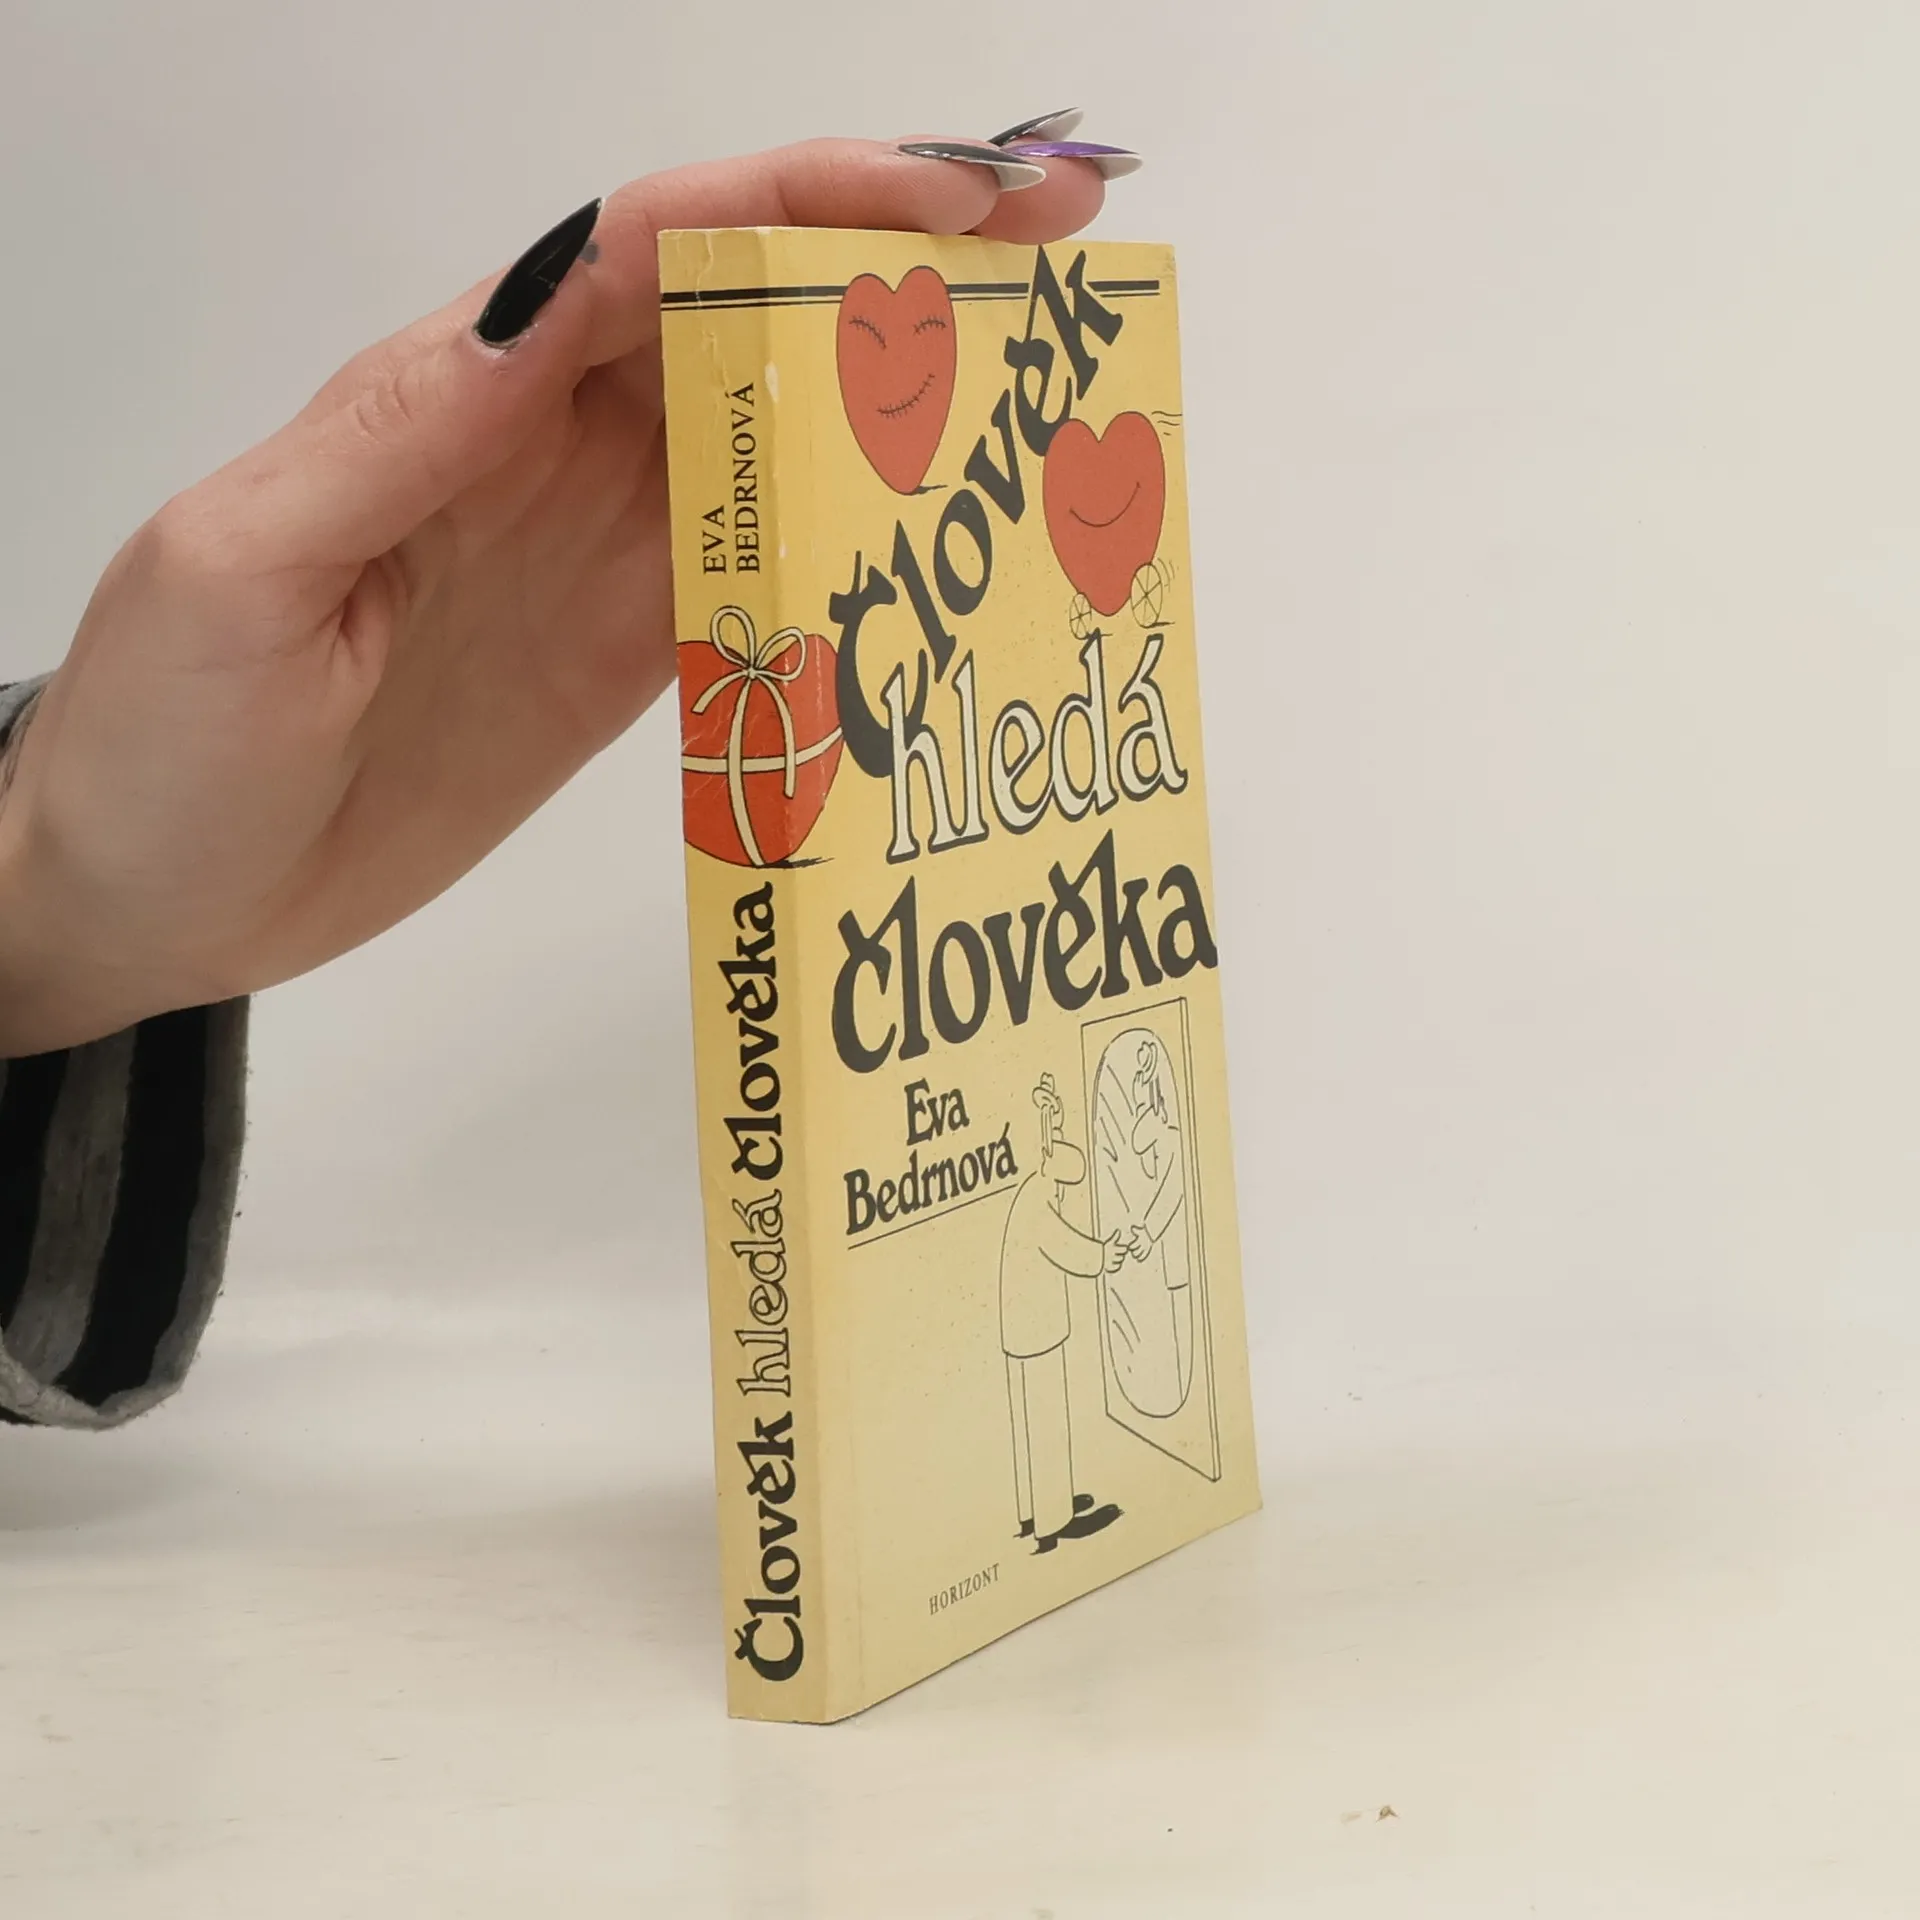 EVA
BEDRNOVÁ
Člověk hledá člověka
Člověk
hledá
člověka
Eva
Bedrnová
HORIZONT